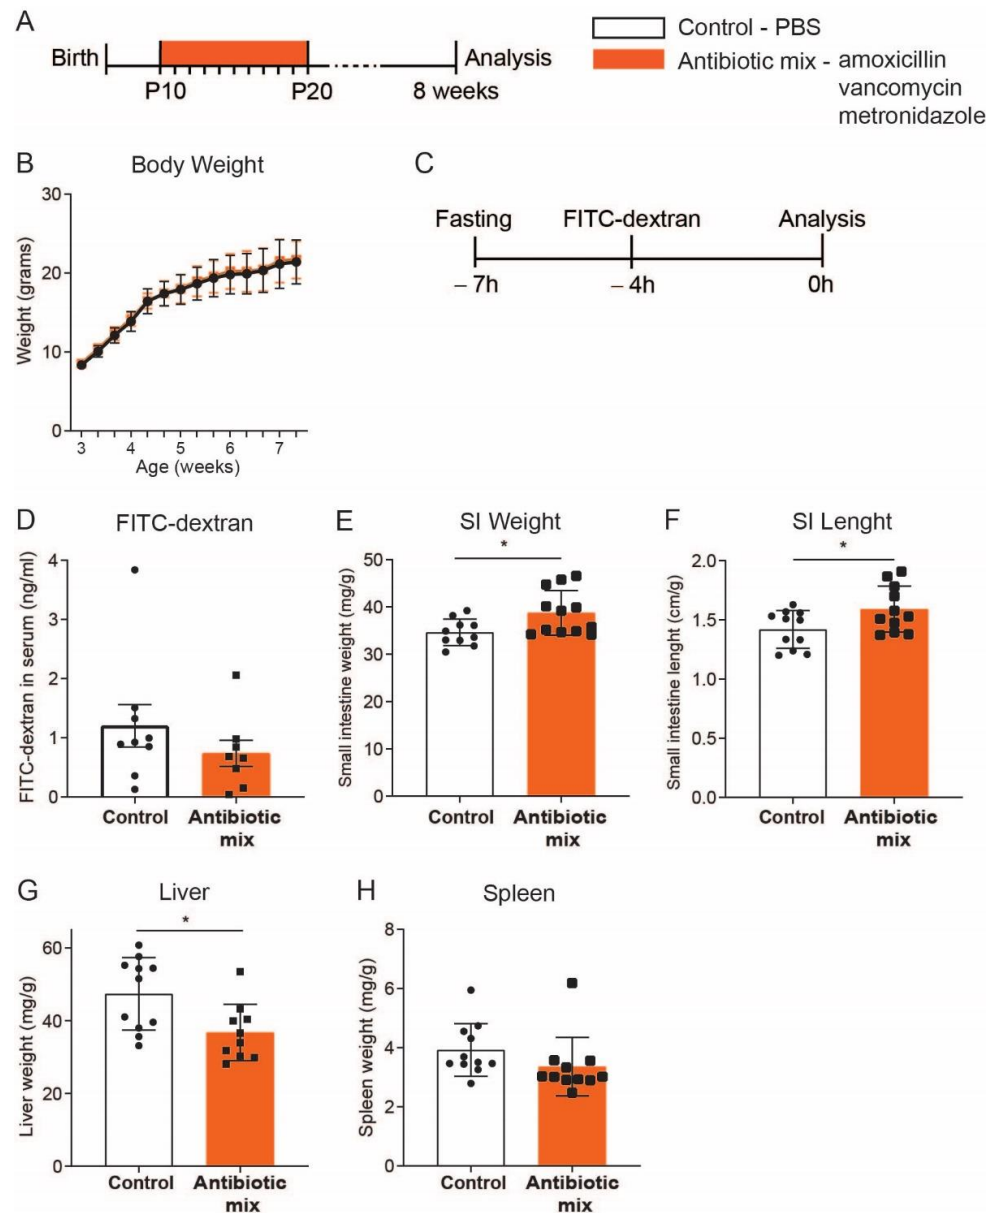 A
Birth
Analysis
P10
P20
8 weeks
Control - PBS
Antibiotic mix - amoxicillin
vancomycin
metronidazole
B
Body Weight
Weight (grams)
30
20
10
0
3 4 5 6 7
Age (weeks)
C
Fasting FITC-dextran Analysis
– 7h – 4h 0h
D
FITC-dextran
FITC-dextran in serum (ng/ml)
4
3
2
1
0
Control Antibiotic
mix
E
SI Weight
*
Small intestine weight (mg/g)
50
40
30
20
10
0
Control Antibiotic
mix
F
SI Lenght
*
Small intestine lenght (cm/g)
2.0
1.5
1.0
0.5
0.0
Control Antibiotic
mix
G
Liver
*
Liver weight (mg/g)
60
40
20
0
Control Antibiotic
mix
H
Spleen
Spleen weight (mg/g)
8
6
4
2
0
Control Antibiotic
mix